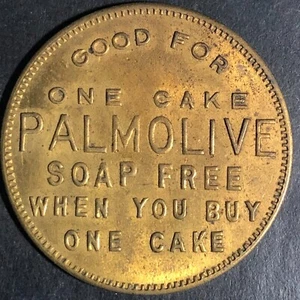 GOOD FOR
ONE CAKE
PALMOLIVE
SOAP FREE
WHEN YOU BUY
ONE CAKE